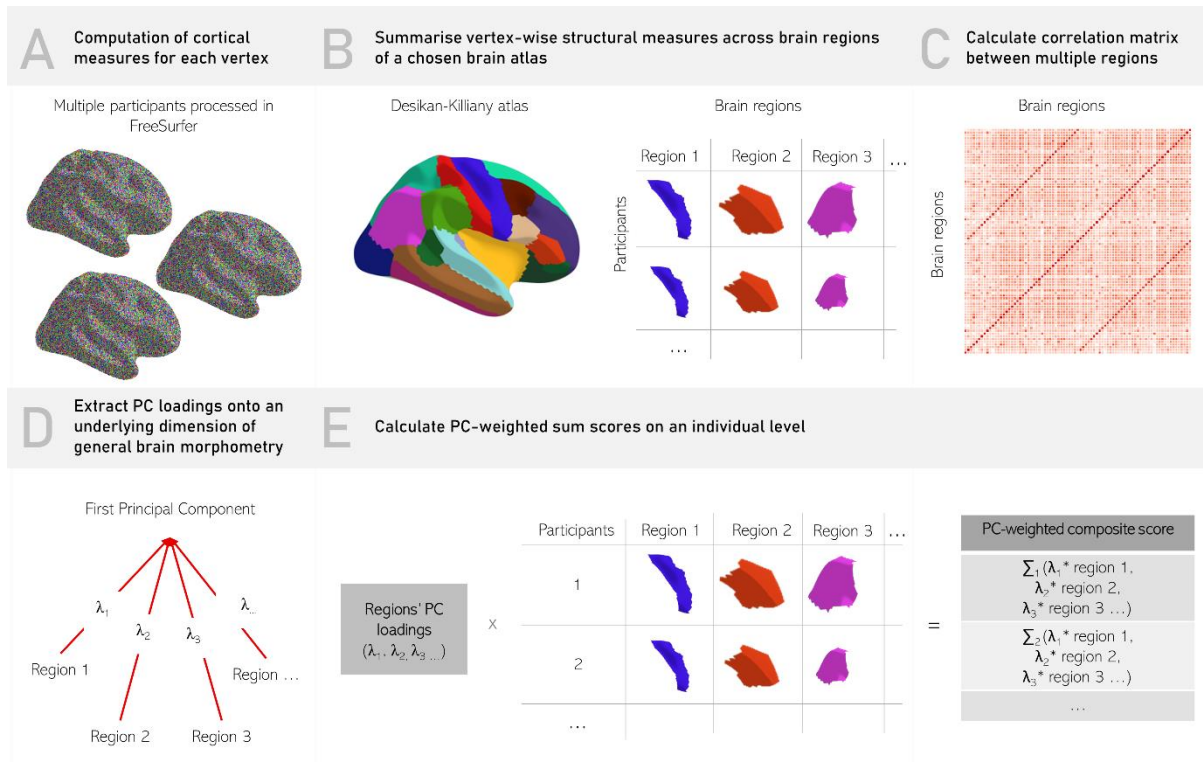 A
Computation of cortical
measures for each vertex
Multiple participants processed in
FreeSurfer
B
Summarise vertex-wise structural measures across brain regions
of a chosen brain atlas
Desikan-Killiany atlas
Brain regions
Region 1 Region 2 Region 3 ...
Participants
...
C
Calculate correlation matrix
between multiple regions
Brain regions
Brain regions
D
Extract PC loadings onto an
underlying dimension of
general brain morphometry
First Principal Component
λ1 λ2 λ3 λ...
Region 1
Region ...
Region 2 Region 3
E
Calculate PC-weighted sum scores on an individual level
Regions' PC
loadings
(λ1, λ2, λ3 ...)
x
Participants Region 1 Region 2 Region 3 ...
1
2
...
=
PC-weighted composite score
∑1(λ1* region 1,
λ2* region 2,
λ3* region 3 ...)
∑2(λ1* region 1,
λ2* region 2,
λ3* region 3 ...)
...